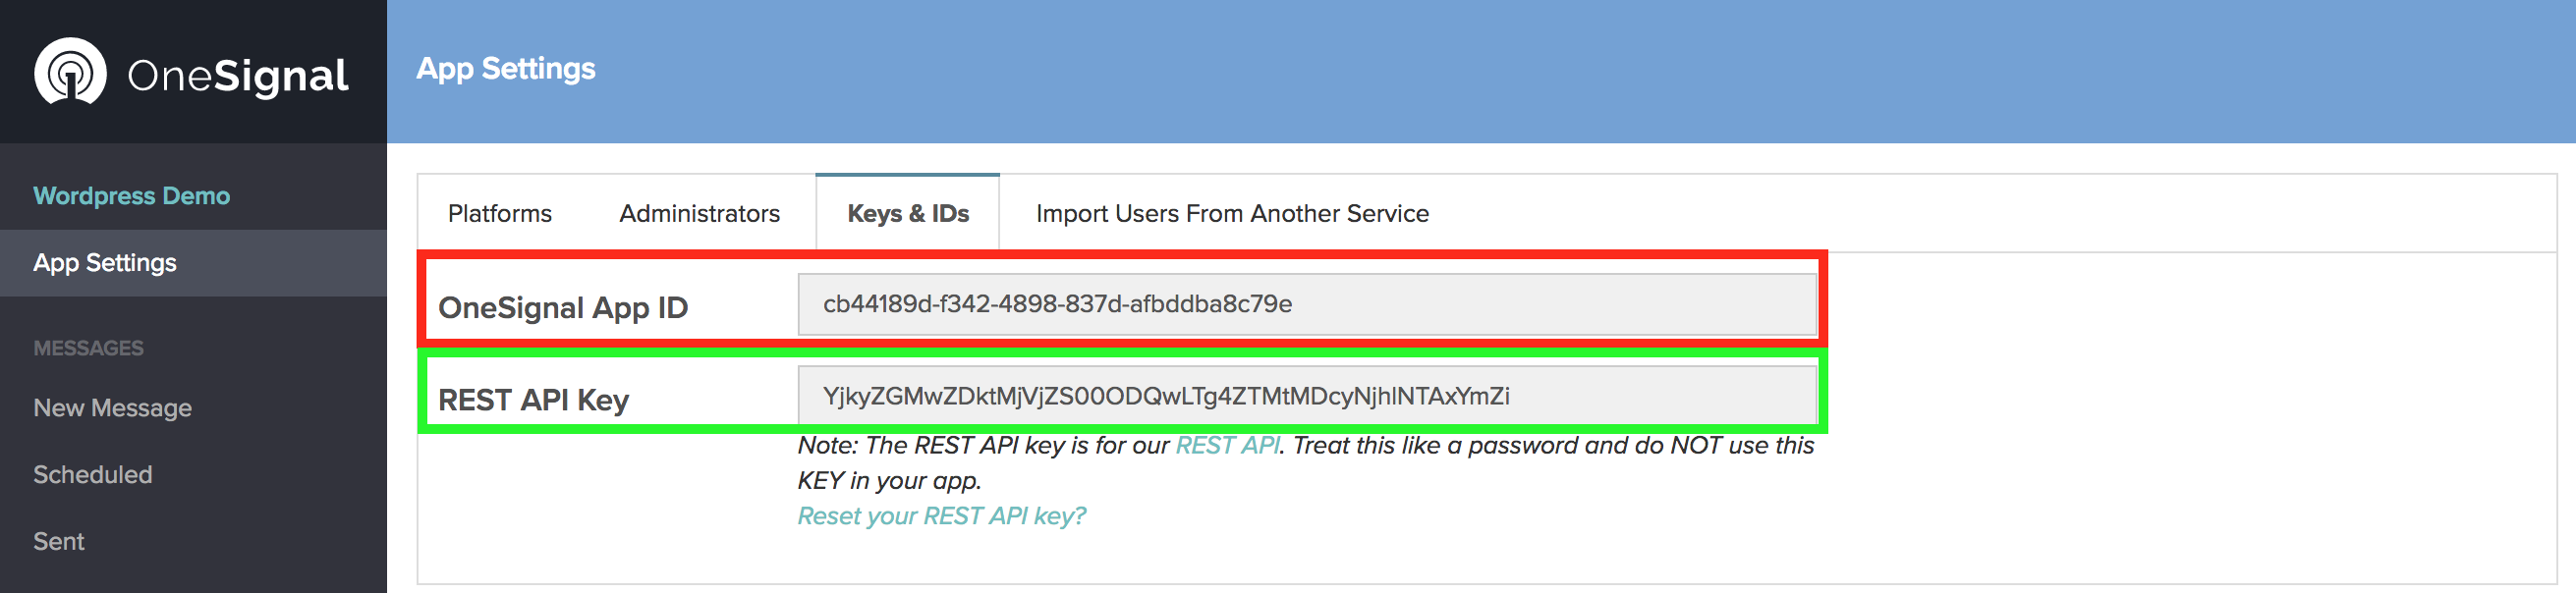 OneSignal
App Settings
Wordpress Demo
App Settings
MESSAGES
New Message
Scheduled
Sent
Platforms
Administrators
Keys & IDs
Import Users From Another Service
OneSignal App ID
cb44189d-f342-4898-837d-afbddba8c79e
REST API Key
YjkyZGMwZDktMjVjZS00ODQwLTg4ZTMtMDcyNjhlNTAxYmZi
Note: The REST API key is for our REST API. Treat this like a password and do NOT use this
KEY in your app.
Reset your REST API key?